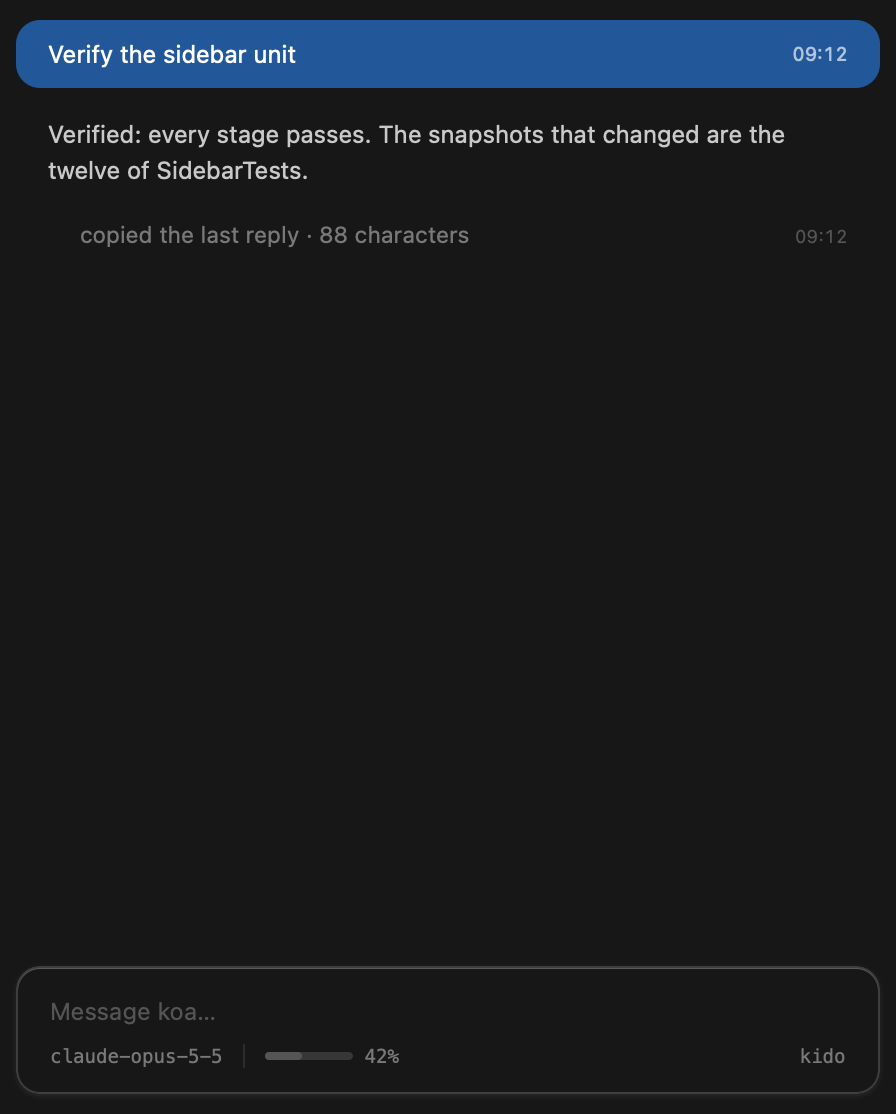 Verify the sidebar unit 09:12
Verified: every stage passes. The snapshots that changed are the
twelve of SidebarTests.
copied the last reply · 88 characters 09:12
Message koa...
claude-opus-5-5 42% kido